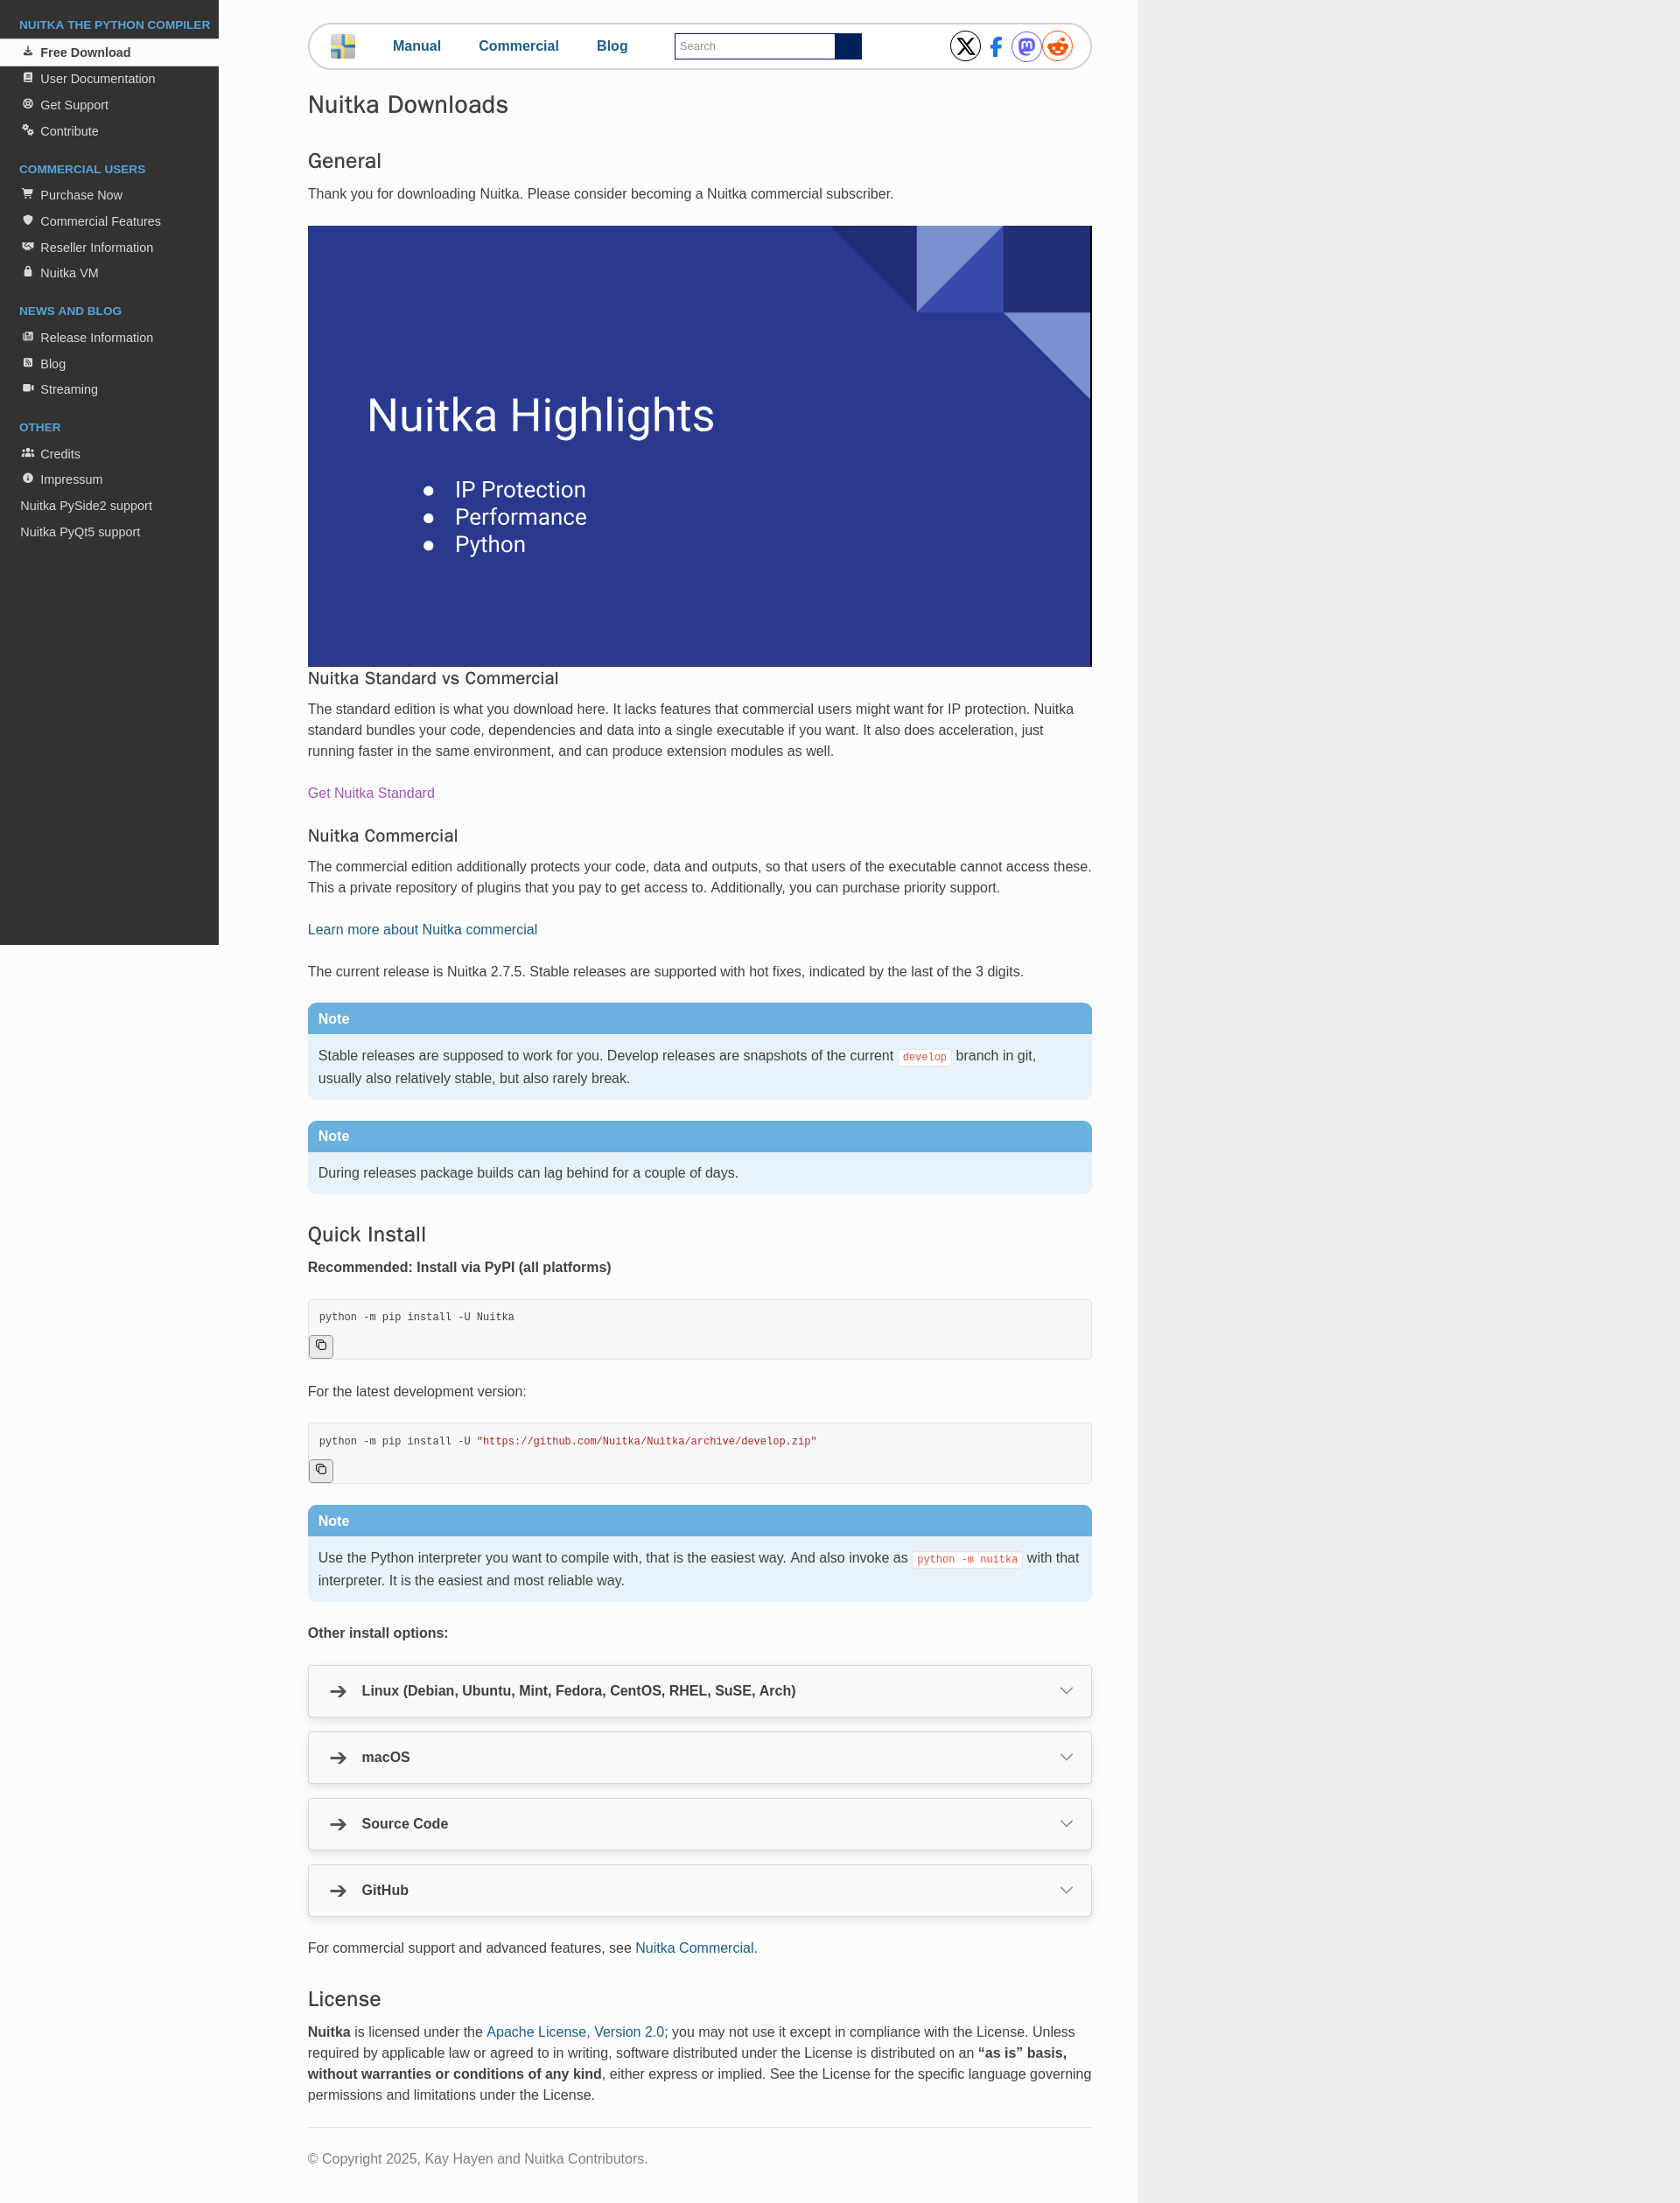 NUITKA THE PYTHON COMPILER
Free Download
User Documentation
Get Support
Contribute
COMMERCIAL USERS
Purchase Now
Commercial Features
Reseller Information
Nuitka VM
NEWS AND BLOG
Release Information
Blog
Streaming
OTHER
Credits
Impressum
Nuitka PySide2 support
Nuitka PyQt5 support
Manual
Commercial
Blog
Search
Nuitka Downloads
General
Thank you for downloading Nuitka. Please consider becoming a Nuitka commercial subscriber.
Nuitka Highlights
● IP Protection
● Performance
● Python
Nuitka Standard vs Commercial
The standard edition is what you download here. It lacks features that commercial users might want for IP protection. Nuitka
standard bundles your code, dependencies and data into a single executable if you want. It also does acceleration, just
running faster in the same environment, and can produce extension modules as well.
Get Nuitka Standard
Nuitka Commercial
The commercial edition additionally protects your code, data and outputs, so that users of the executable cannot access these.
This a private repository of plugins that you pay to get access to. Additionally, you can purchase priority support.
Learn more about Nuitka commercial
The current release is Nuitka 2.7.5. Stable releases are supported with hot fixes, indicated by the last of the 3 digits.
Note
Stable releases are supposed to work for you. Develop releases are snapshots of the current develop branch in git,
usually also relatively stable, but also rarely break.
Note
During releases package builds can lag behind for a couple of days.
Quick Install
Recommended: Install via PyPI (all platforms)
python -m pip install -U Nuitka
For the latest development version:
python -m pip install -U "https://github.com/Nuitka/Nuitka/archive/develop.zip"
Note
Use the Python interpreter you want to compile with, that is the easiest way. And also invoke as python -m nuitka with that
interpreter. It is the easiest and most reliable way.
Other install options:
Linux (Debian, Ubuntu, Mint, Fedora, CentOS, RHEL, SuSE, Arch)
macOS
Source Code
GitHub
For commercial support and advanced features, see Nuitka Commercial.
License
Nuitka is licensed under the Apache License, Version 2.0; you may not use it except in compliance with the License. Unless
required by applicable law or agreed to in writing, software distributed under the License is distributed on an “as is” basis,
without warranties or conditions of any kind, either express or implied. See the License for the specific language governing
permissions and limitations under the License.
© Copyright 2025, Kay Hayen and Nuitka Contributors.